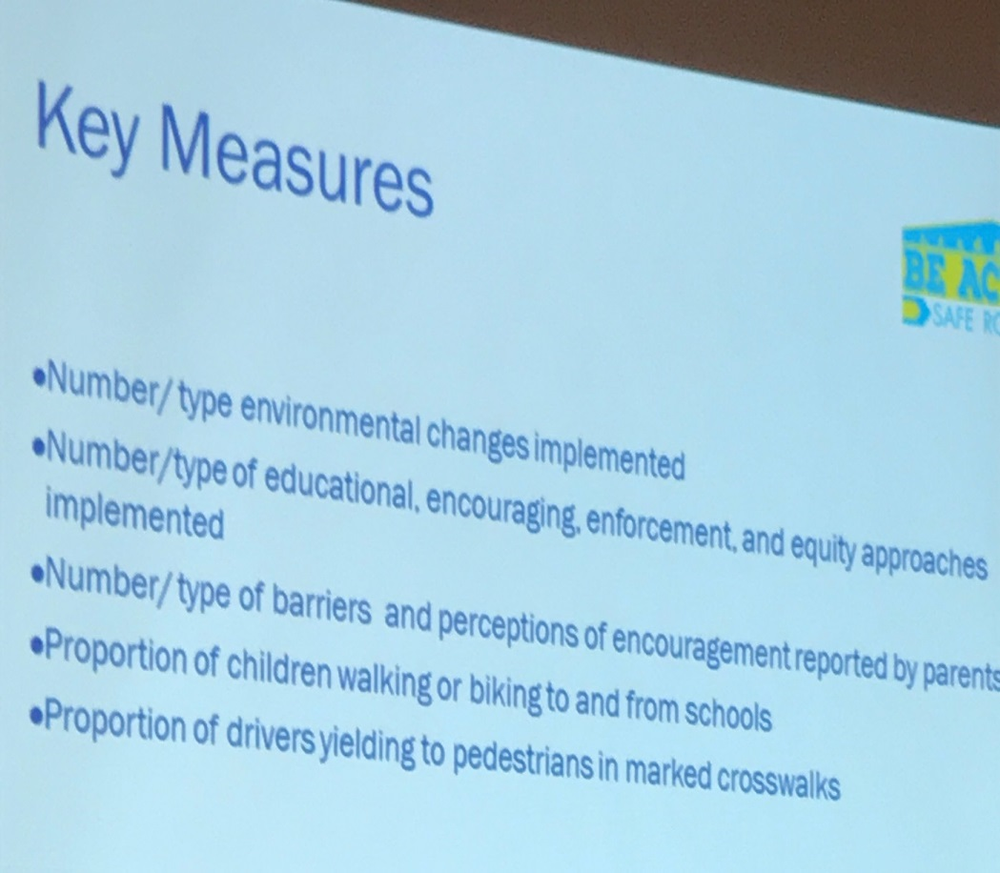 Key Measures
BE AC
SAFE RO
•Number/ type environmental changes implemented
•Number/type of educational, encouraging, enforcement, and equity approaches
implemented
•Number/ type of barriers and perceptions of encouragement reported by parents
•Proportion of children walking or biking to and from schools
•Proportion of drivers yielding to pedestrians in marked crosswalks